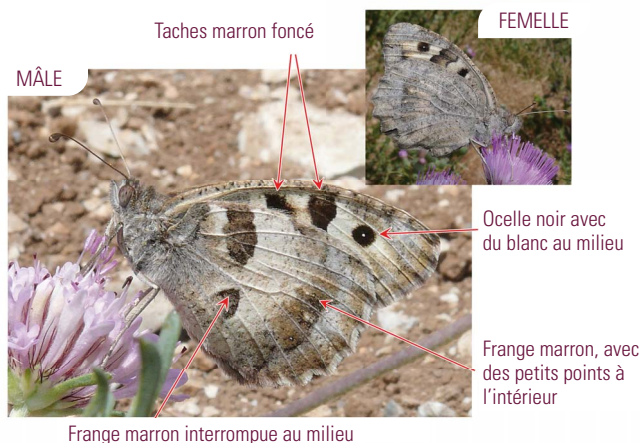 Taches marron foncé
FEMELLE
MÂLE
Ocelle noir avec
du blanc au milieu
Frange marron, avec
des petits points à
l'intérieur
Frange marron interrompue au milieu